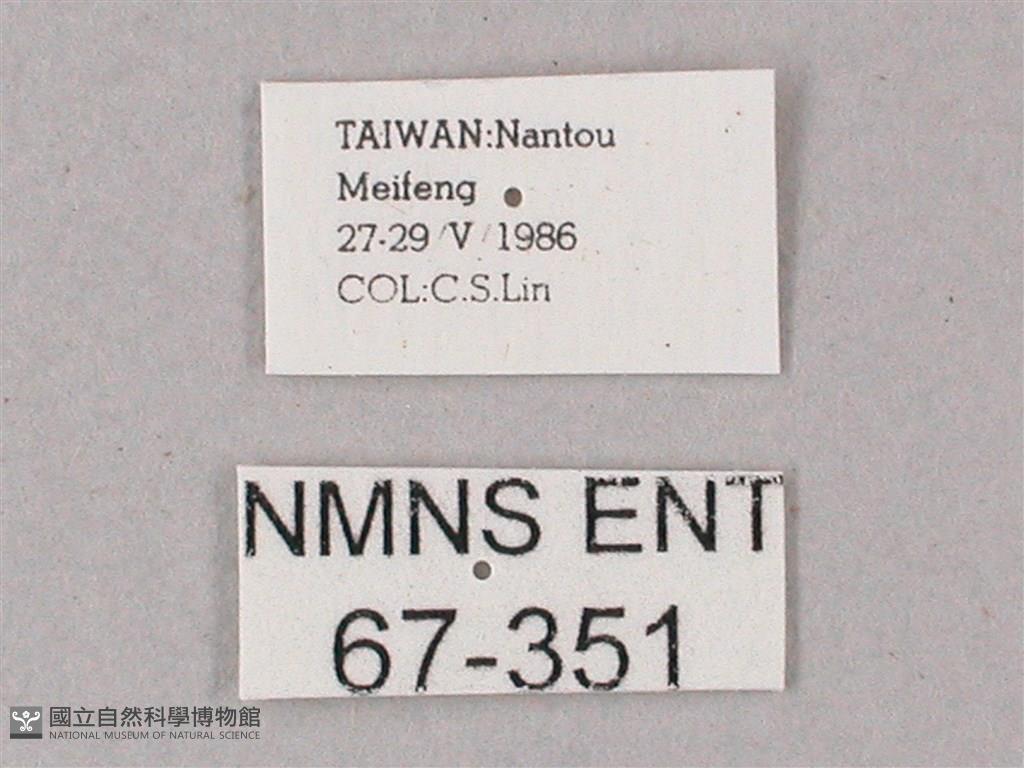 TAIWAN:Nantou
Meifeng
27-29/V/1986
COL:C.S.Lin
NMNS ENT
67-351
國立自然科學博物館
NATIONAL MUSEUM OF NATURAL SCIENCE